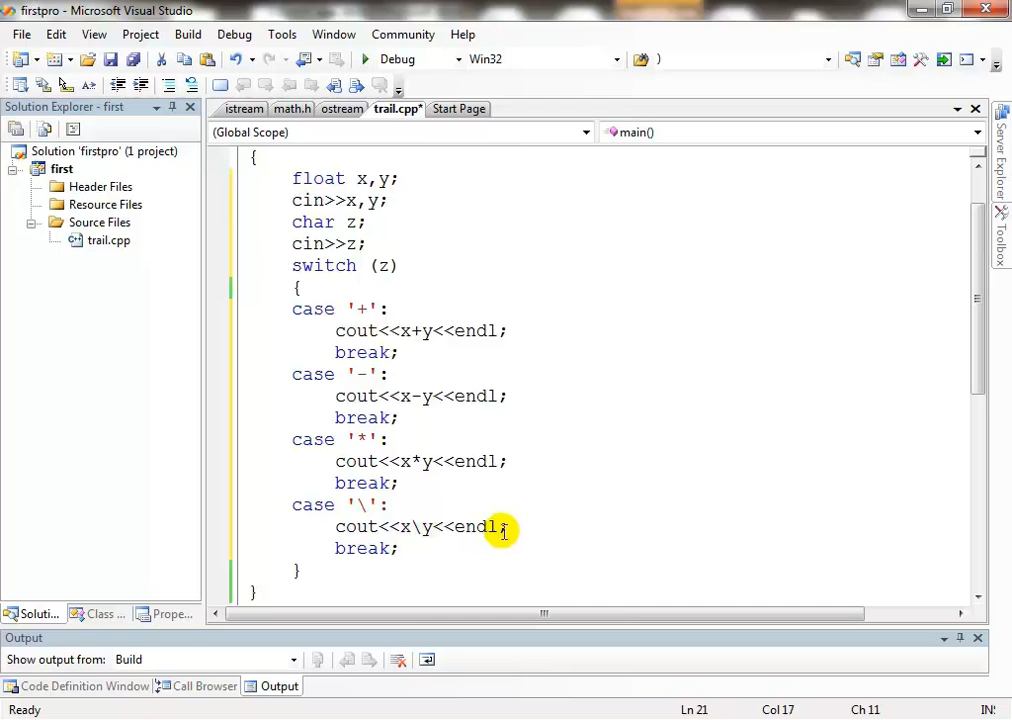 firstpro - Microsoft Visual Studio
File Edit View Project Build Debug Tools Window Community Help
Debug Win32 )
Solution Explorer - first
istream math.h ostream trail.cpp* Start Page
(Global Scope) main()
Solution 'firstpro' (1 project)
first
Header Files
Resource Files
Source Files
trail.cpp
{
float x,y;
cin>>x,y;
char z;
cin>>z;
switch (z)
{
case '+':
cout<<x+y<<endl;
break;
case '-':
cout<<x-y<<endl;
break;
case '*':
cout<<x*y<<endl;
break;
case '\':
cout<<x\y<<endl;
break;
}
}
Server Explorer
Toolbox
Soluti... Class ... Prope...
Output
Show output from: Build
Code Definition Window Call Browser Output
Ready Ln 21 Col 17 Ch 11 INS